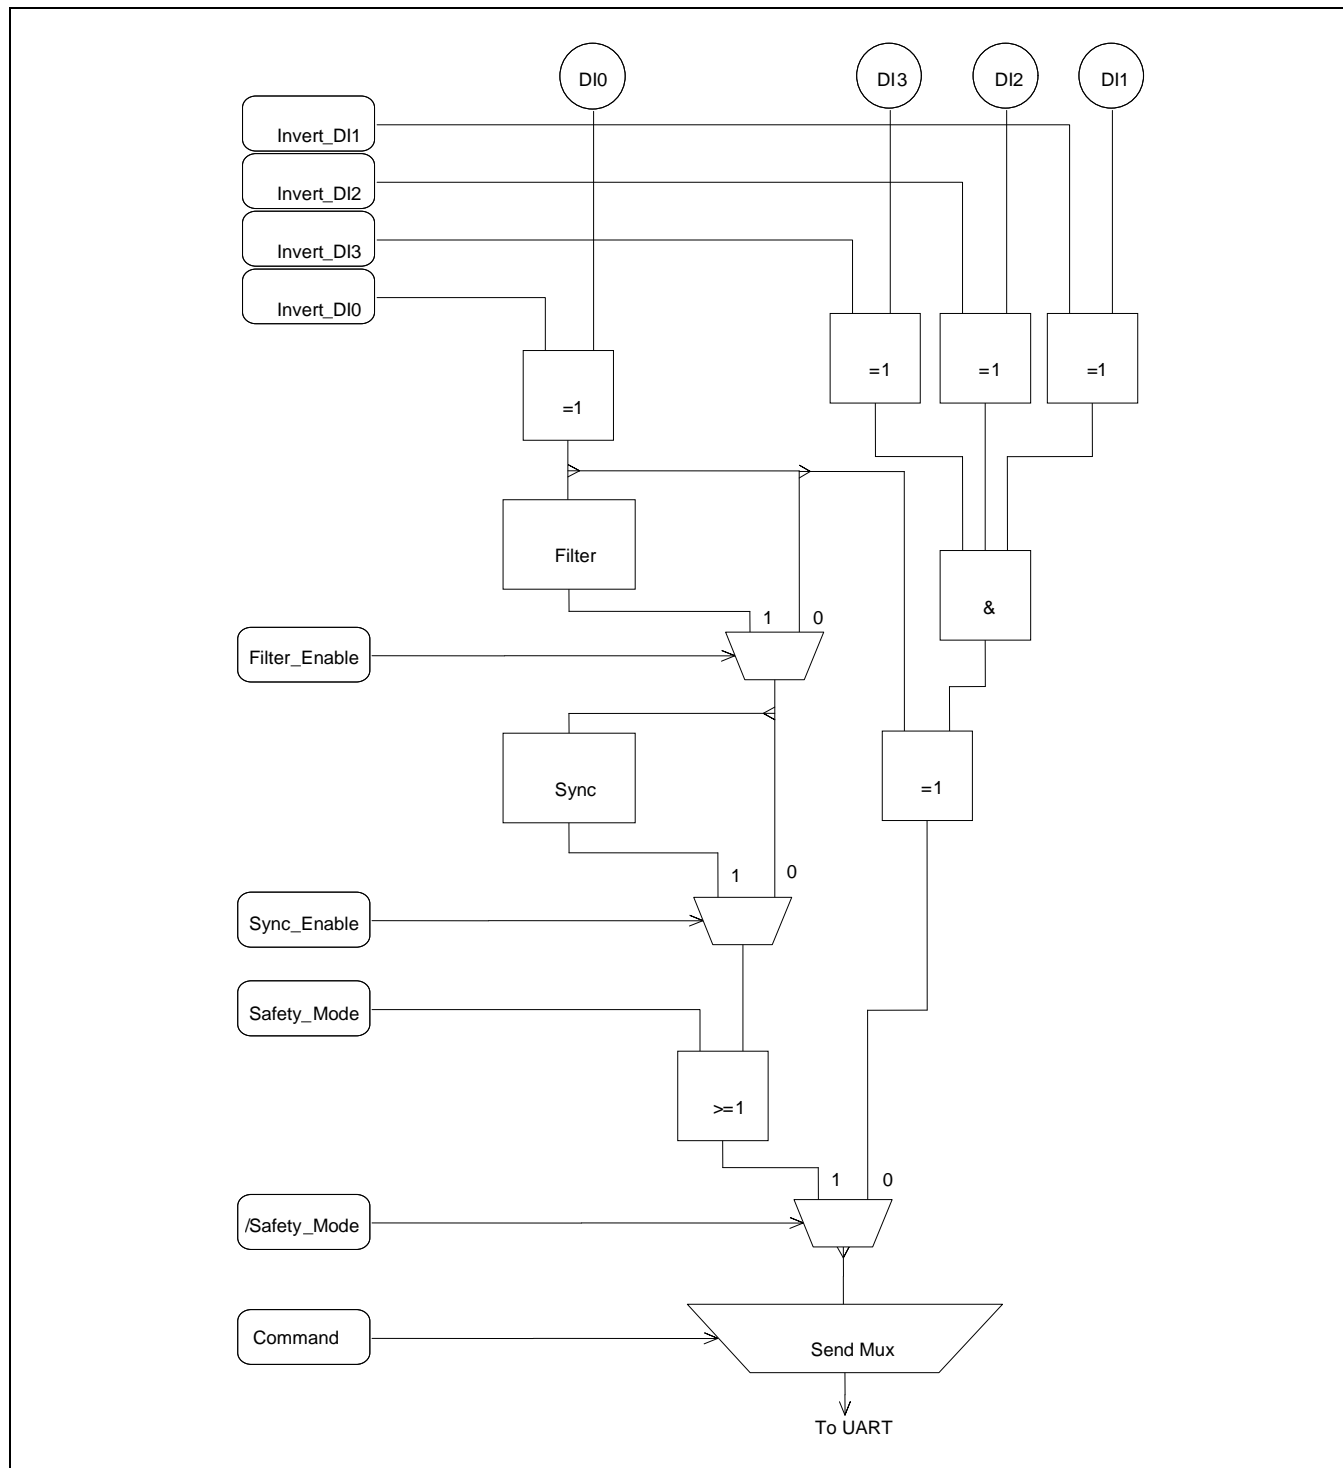 DI0 DI3 DI2 DI1
Invert_DI1
Invert_DI2
Invert_DI3
Invert_DI0
=1 =1 =1
=1
Filter
1 0
&
Filter_Enable
Sync
=1
1 0
Sync_Enable
Safety_Mode
>=1
1 0
/Safety_Mode
Command
Send Mux
To UART